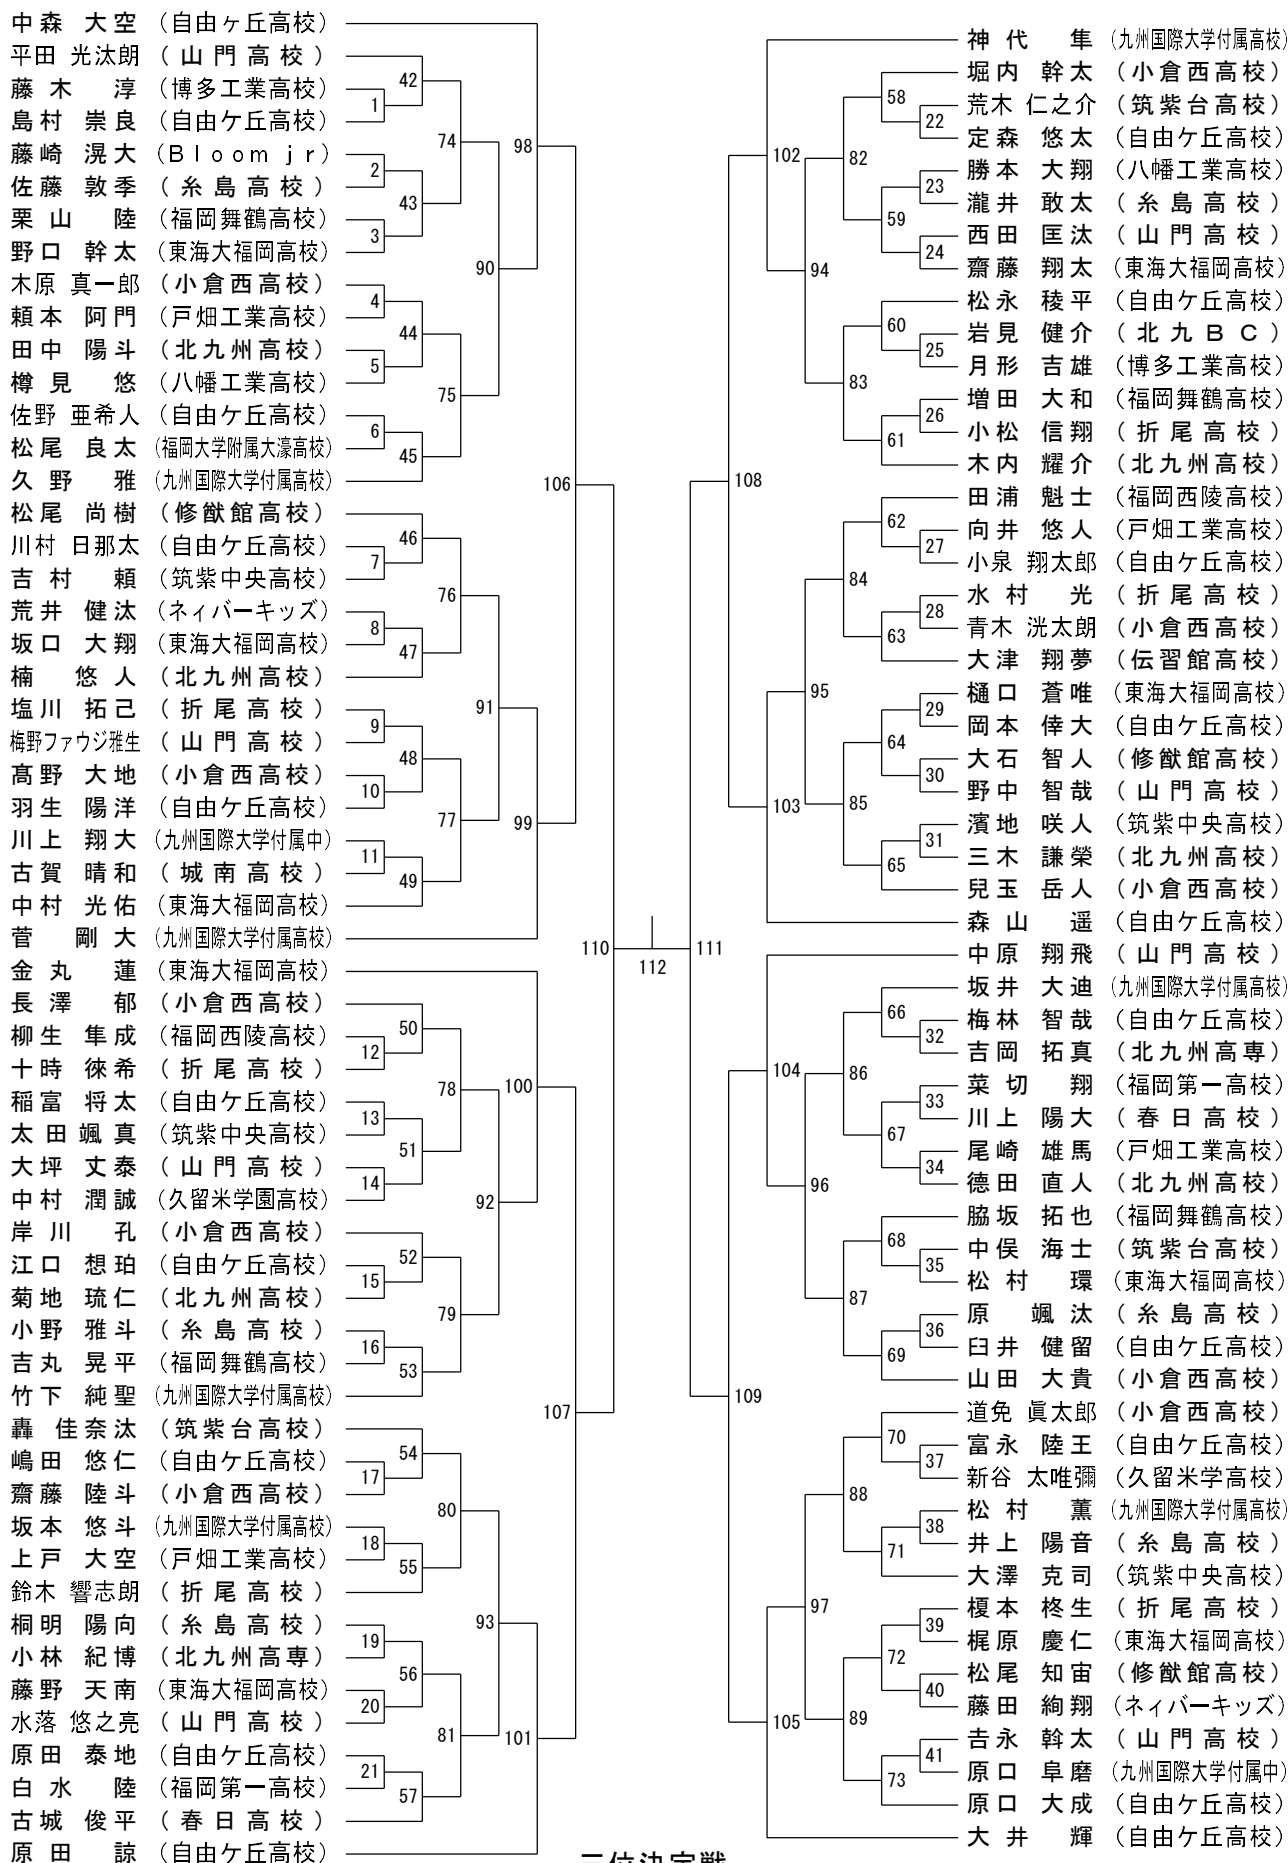 中森 大空 (自由ヶ丘高校)
平田 光汰朗 (山門高校)
藤木 淳 (博多工業高校)
島村 崇良 (自由ケ丘高校)
藤崎 滉大 (Bloom jr)
佐藤 敦季 (糸島高校)
栗山 陸 (福岡舞鶴高校)
野口 幹太 (東海大福岡高校)
木原 真一郎 (小倉西高校)
頼本 阿門 (戸畑工業高校)
田中 陽斗 (北九州高校)
樽見 悠 (八幡工業高校)
佐野 亜希人 (自由ケ丘高校)
松尾 良太 (福岡大学附属大濠高校)
久野 雅 (九州国際大学付属高校)
松尾 尚樹 (修猷館高校)
川村 日那太 (自由ケ丘高校)
吉村 頼 (筑紫中央高校)
荒井 健汰 (ネィバーキッズ)
坂口 大翔 (東海大福岡高校)
楠 悠人 (北九州高校)
塩川 拓己 (折尾高校)
梅野ファウジ雅生 (山門高校)
髙野 大地 (小倉西高校)
羽生 陽洋 (自由ケ丘高校)
川上 翔大 (九州国際大学付属中)
古賀 晴和 (城南高校)
中村 光佑 (東海大福岡高校)
菅 剛大 (九州国際大学付属高校)
金丸 蓮 (東海大福岡高校)
長澤 郁 (小倉西高校)
柳生 隼成 (福岡西陵高校)
十時 徠希 (折尾高校)
稲富 将太 (自由ケ丘高校)
太田 颯真 (筑紫中央高校)
大坪 丈泰 (山門高校)
中村 潤誠 (久留米学園高校)
岸川 孔 (小倉西高校)
江口 想珀 (自由ケ丘高校)
菊地 琉仁 (北九州高校)
小野 雅斗 (糸島高校)
吉丸 晃平 (福岡舞鶴高校)
竹下 純聖 (九州国際大学付属高校)
轟 佳奈汰 (筑紫台高校)
嶋田 悠仁 (自由ケ丘高校)
齋藤 陸斗 (小倉西高校)
坂本 悠斗 (九州国際大学付属高校)
上戸 大空 (戸畑工業高校)
鈴木 響志朗 (折尾高校)
桐明 陽向 (糸島高校)
小林 紀博 (北九州高専)
藤野 天南 (東海大福岡高校)
水落 悠之亮 (山門高校)
原田 泰地 (自由ケ丘高校)
白水 陸 (福岡第一高校)
古城 俊平 (春日高校)
原田 諒 (自由ケ丘高校)
1
2
3
4
5
6
7
8
9
10
11
12
13
14
15
16
17
18
19
20
21
42
43
44
45
46
47
48
49
50
51
52
53
54
55
56
57
74
75
76
77
78
79
80
81
90
91
92
93
98
99
100
101
106
107
110
112
111
108
109
102
103
104
105
94
95
96
97
82
83
84
85
86
87
88
89
58
59
60
61
62
63
64
65
66
67
68
69
70
71
72
73
22
23
24
25
26
27
28
29
30
31
32
33
34
35
36
37
38
39
40
41
神代 隼 (九州国際大学付属高校)
堀内 幹太 (小倉西高校)
荒木 仁之介 (筑紫台高校)
定森 悠太 (自由ケ丘高校)
勝本 大翔 (八幡工業高校)
瀧井 敢太 (糸島高校)
西田 匡汰 (山門高校)
齋藤 翔太 (東海大福岡高校)
松永 稜平 (自由ケ丘高校)
岩見 健介 (北九BC)
月形 吉雄 (博多工業高校)
増田 大和 (福岡舞鶴高校)
小松 信翔 (折尾高校)
木内 耀介 (北九州高校)
田浦 魁士 (福岡西陵高校)
向井 悠人 (戸畑工業高校)
小泉 翔太郎 (自由ケ丘高校)
水村 光 (折尾高校)
青木 洸太朗 (小倉西高校)
大津 翔夢 (伝習館高校)
樋口 蒼唯 (東海大福岡高校)
岡本 倖大 (自由ケ丘高校)
大石 智人 (修猷館高校)
野中 智哉 (山門高校)
濱地 咲人 (筑紫中央高校)
三木 謙榮 (北九州高校)
兒玉 岳人 (小倉西高校)
森山 遥 (自由ケ丘高校)
中原 翔飛 (山門高校)
坂井 大迪 (九州国際大学付属高校)
梅林 智哉 (自由ケ丘高校)
吉岡 拓真 (北九州高専)
菜切 翔 (福岡第一高校)
川上 陽大 (春日高校)
尾崎 雄馬 (戸畑工業高校)
德田 直人 (北九州高校)
脇坂 拓也 (福岡舞鶴高校)
中俣 海士 (筑紫台高校)
松村 環 (東海大福岡高校)
原 颯汰 (糸島高校)
臼井 健留 (自由ケ丘高校)
山田 大貴 (小倉西高校)
道免 眞太郎 (小倉西高校)
富永 陸王 (自由ケ丘高校)
新谷 太唯彌 (久留米学高校)
松村 薫 (九州国際大学付属高校)
井上 陽音 (糸島高校)
大澤 克司 (筑紫中央高校)
榎本 柊生 (折尾高校)
梶原 慶仁 (東海大福岡高校)
松尾 知宙 (修猷館高校)
藤田 絢翔 (ネィバーキッズ)
𠮷永 幹太 (山門高校)
原口 阜磨 (九州国際大学付属中)
原口 大成 (自由ケ丘高校)
大井 輝 (自由ケ丘高校)
三位決定戦